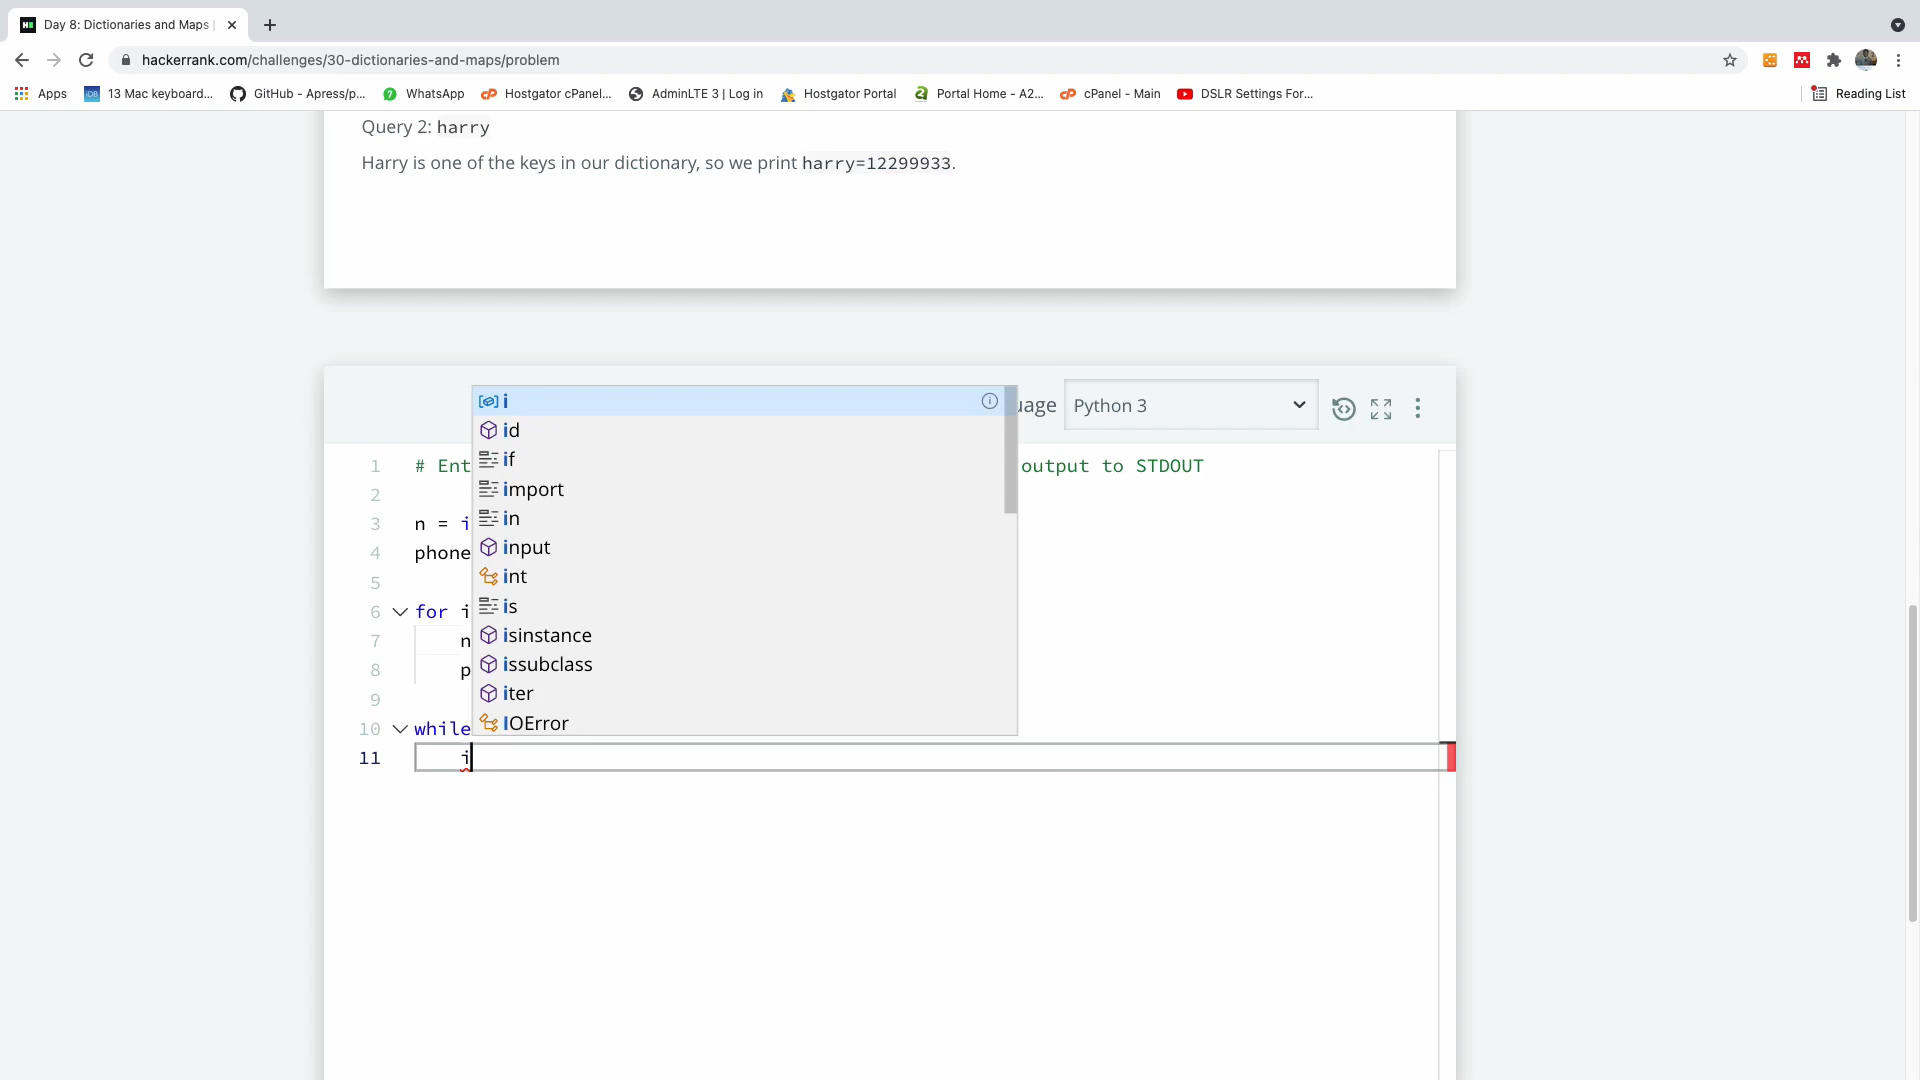 Day 8: Dictionaries and Maps |
hackerrank.com/challenges/30-dictionaries-and-maps/problem
Apps
13 Mac keyboard...
GitHub - Apress/p...
WhatsApp
Hostgator cPanel...
AdminLTE 3 | Log in
Hostgator Portal
Portal Home - A2...
cPanel - Main
DSLR Settings For...
Reading List
Query 2: harry
Harry is one of the keys in our dictionary, so we print harry=12299933.
uage Python 3
i
id
if
import
in
input
int
is
isinstance
issubclass
iter
IOError
1 # Ent output to STDOUT
2
3 n = i
4 phone
5
6 for i
7 n
8 p
9
10 while
11 i